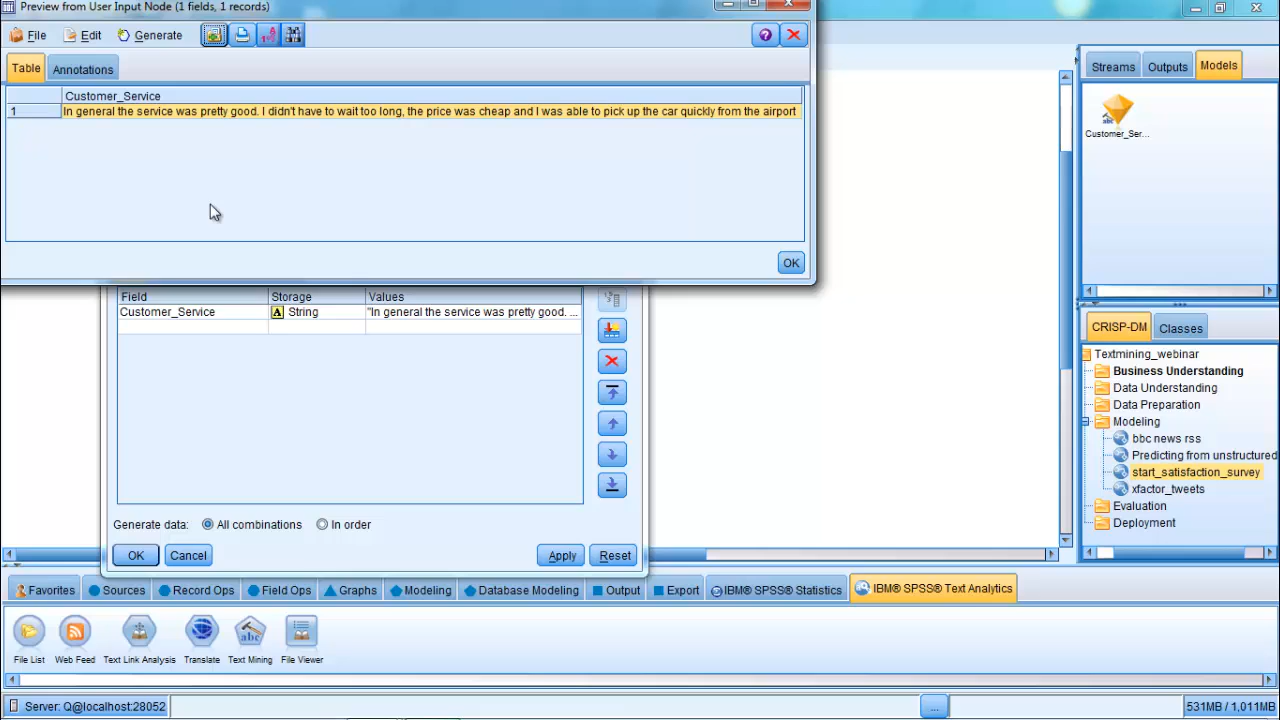 Preview from User Input Node (1 fields, 1 records)
File Edit Generate
Table Annotations
Customer_Service
1 In general the service was pretty good. I didn't have to wait too long, the price was cheap and I was able to pick up the car quickly from the airport
OK
Field Storage Values
Customer_Service A String "In general the service was pretty good. ...
Generate data: All combinations In order
OK Cancel Apply Reset
Streams Outputs Models
Customer_Ser...
CRISP-DM Classes
Textmining_webinar
Business Understanding
Data Understanding
Data Preparation
Modeling
bbc news rss
Predicting from unstructured
start_satisfaction_survey
xfactor_tweets
Evaluation
Deployment
Favorites Sources Record Ops Field Ops Graphs Modeling Database Modeling Output Export IBM® SPSS® Statistics IBM® SPSS® Text Analytics
abc
File List Web Feed Text Link Analysis Translate Text Mining File Viewer
Server: Q@localhost:28052 ... 531MB / 1,011MB